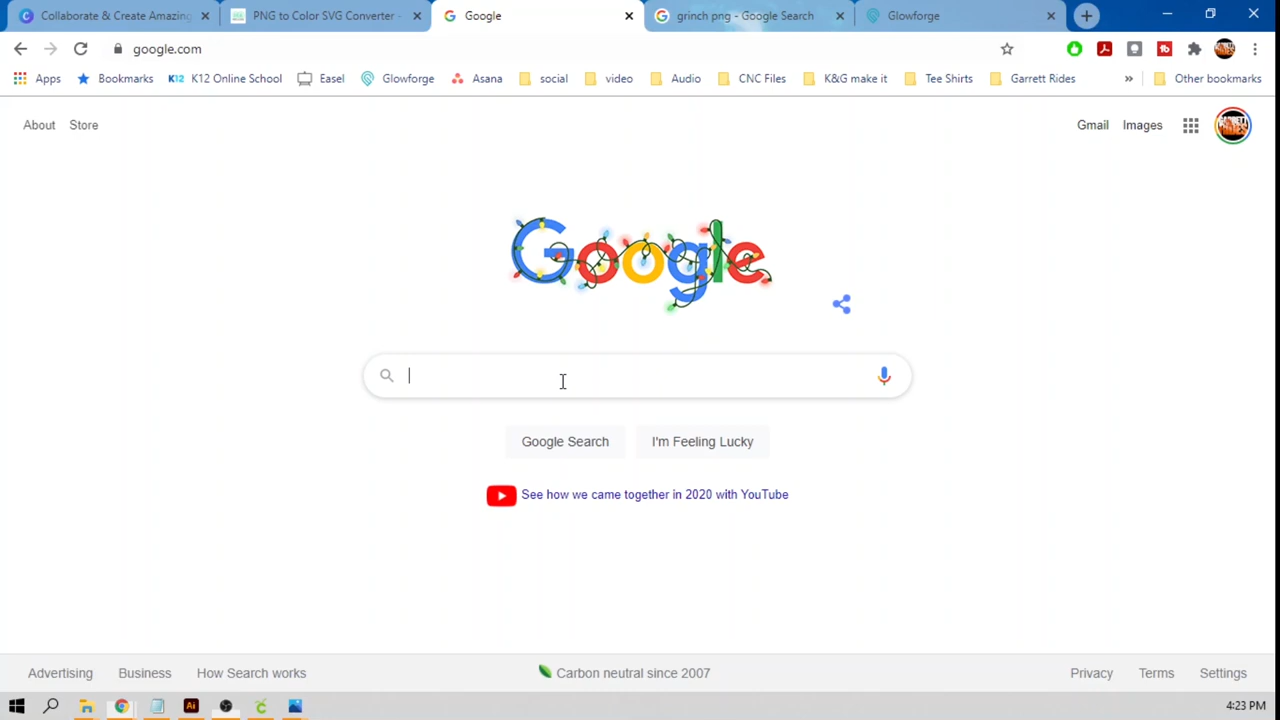 Collaborate & Create Amazing
PNG to Color SVG Converter -
Google
grinch png - Google Search
Glowforge
google.com
Apps
Bookmarks
K12 K12 Online School
Easel
Glowforge
Asana
social
video
Audio
CNC Files
K&G make it
Tee Shirts
Garrett Rides
»
Other bookmarks
About
Store
Gmail
Images
Google
Google Search
I'm Feeling Lucky
See how we came together in 2020 with YouTube
Advertising
Business
How Search works
Carbon neutral since 2007
Privacy
Terms
Settings
Ai
4:23 PM